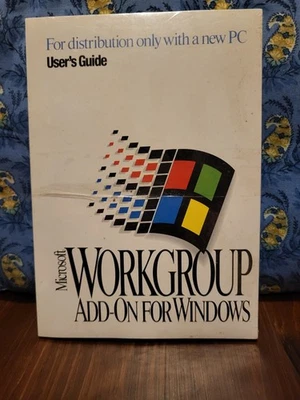 For distribution only with a new PC
User's Guide
Microsoft
WORKGROUP
ADD-ON FOR WINDOWS